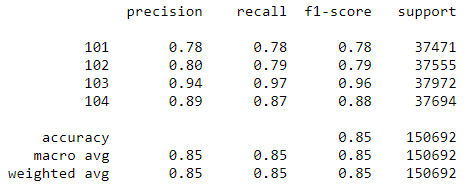 precision recall f1-score support
101 0.78 0.78 0.78 37471
102 0.80 0.79 0.79 37555
103 0.94 0.97 0.96 37972
104 0.89 0.87 0.88 37694
accuracy 0.85 150692
macro avg 0.85 0.85 0.85 150692
weighted avg 0.85 0.85 0.85 150692